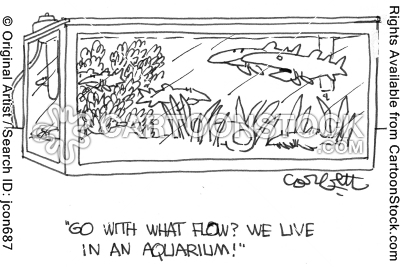 © Original Artist /Search ID: jcon687
Rights Available from CartoonStock.com
CARTOONSTOCK
.com
Corbett
"GO WITH WHAT FLOW? WE LIVE
IN AN AQUARIUM!"